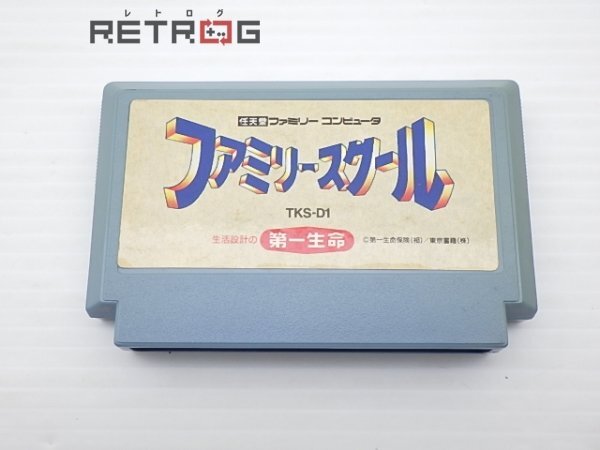 レトログ
RETROG
任天堂 ファミリー コンピュータ
ファミリースクール
TKS-D1
生活設計の 第一生命 ©第一生命保険(相)/東京書籍(株)